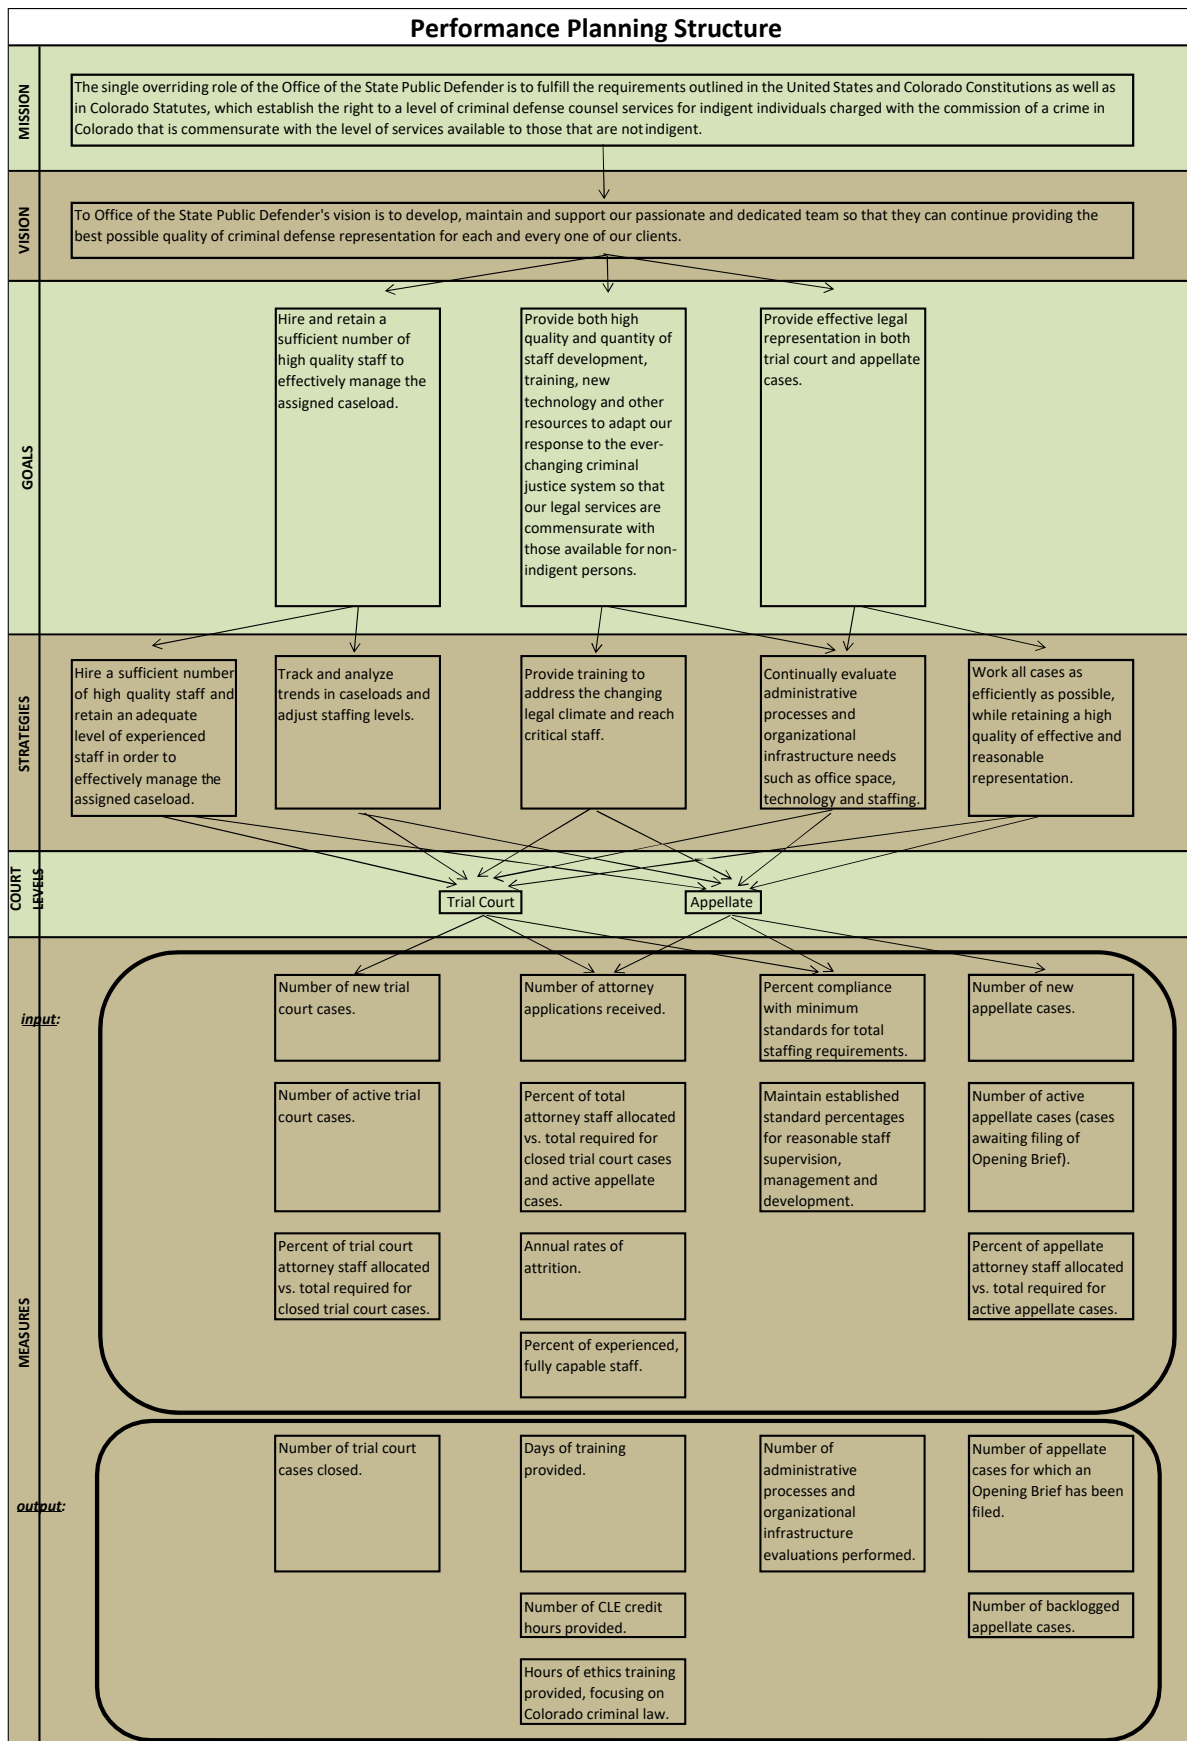 Performance Planning Structure
MISSION
The single overriding role of the Office of the State Public Defender is to fulfill the requirements outlined in the United States and Colorado Constitutions as well as
in Colorado Statutes, which establish the right to a level of criminal defense counsel services for indigent individuals charged with the commission of a crime in
Colorado that is commensurate with the level of services available to those that are notindigent.
VISION
To Office of the State Public Defender's vision is to develop, maintain and support our passionate and dedicated team so that they can continue providing the
best possible quality of criminal defense representation for each and every one of our clients.
GOALS
Hire and retain a
sufficient number of
high quality staff to
effectively manage the
assigned caseload.
Provide both high
quality and quantity of
staff development,
training, new
technology and other
resources to adapt our
response to the ever-
changing criminal
justice system so that
our legal services are
commensurate with
those available for non-
indigent persons.
Provide effective legal
representation in both
trial court and appellate
cases.
STRATEGIES
Hire a sufficient number
of high quality staff and
retain an adequate
level of experienced
staff in order to
effectively manage the
assigned caseload.
Track and analyze
trends in caseloads and
adjust staffing levels.
Provide training to
address the changing
legal climate and reach
critical staff.
Continually evaluate
administrative
processes and
organizational
infrastructure needs
such as office space,
technology and staffing.
Work all cases as
efficiently as possible,
while retaining a high
quality of effective and
reasonable
representation.
COURT
LEVELS
Trial Court
Appellate
MEASURES
input:
Number of new trial
court cases.
Number of attorney
applications received.
Percent compliance
with minimum
standards for total
staffing requirements.
Number of new
appellate cases.
Number of active trial
court cases.
Percent of total
attorney staff allocated
vs. total required for
closed trial court cases
and active appellate
cases.
Maintain established
standard percentages
for reasonable staff
supervision,
management and
development.
Number of active
appellate cases (cases
awaiting filing of
Opening Brief).
Percent of trial court
attorney staff allocated
vs. total required for
closed trial court cases.
Annual rates of
attrition.
Percent of appellate
attorney staff allocated
vs. total required for
active appellate cases.
Percent of experienced,
fully capable staff.
output:
Number of trial court
cases closed.
Days of training
provided.
Number of
administrative
processes and
organizational
infrastructure
evaluations performed.
Number of appellate
cases for which an
Opening Brief has been
filed.
Number of CLE credit
hours provided.
Number of backlogged
appellate cases.
Hours of ethics training
provided, focusing on
Colorado criminal law.